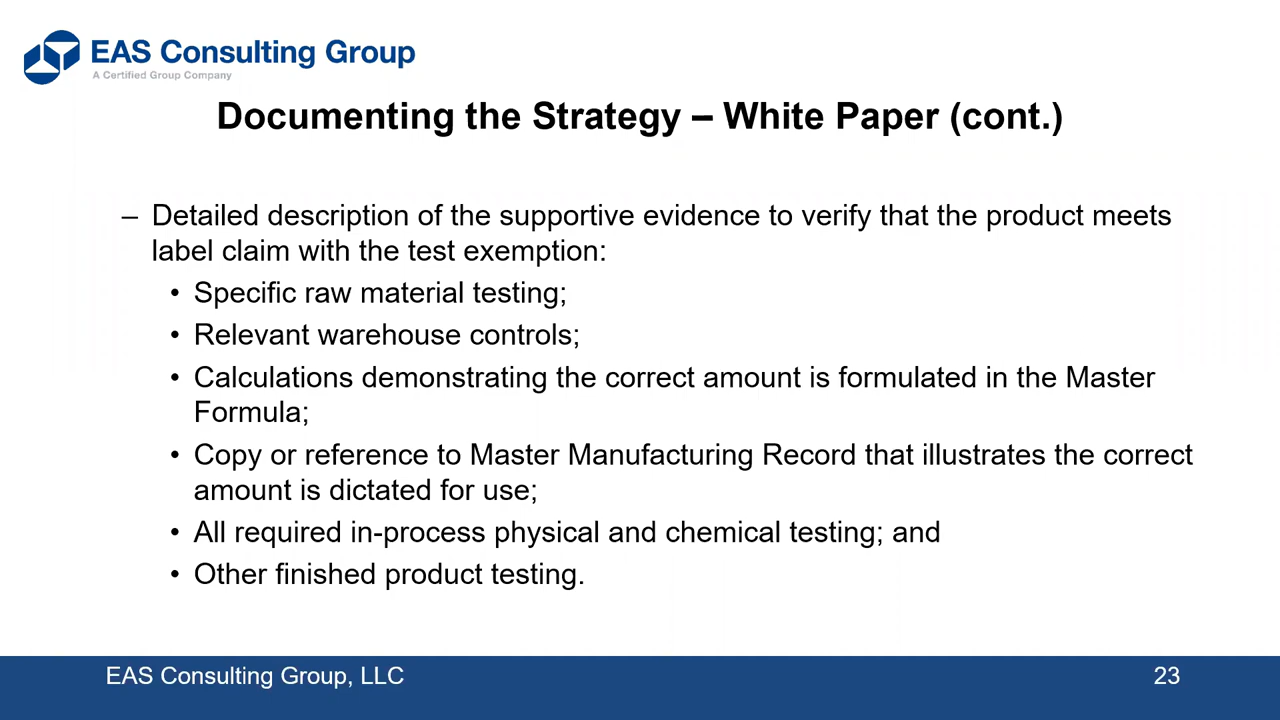 EAS Consulting Group
A Certified Group Company
Documenting the Strategy – White Paper (cont.)
– Detailed description of the supportive evidence to verify that the product meets
label claim with the test exemption:
• Specific raw material testing;
• Relevant warehouse controls;
• Calculations demonstrating the correct amount is formulated in the Master
Formula;
• Copy or reference to Master Manufacturing Record that illustrates the correct
amount is dictated for use;
• All required in-process physical and chemical testing; and
• Other finished product testing.
EAS Consulting Group, LLC
23